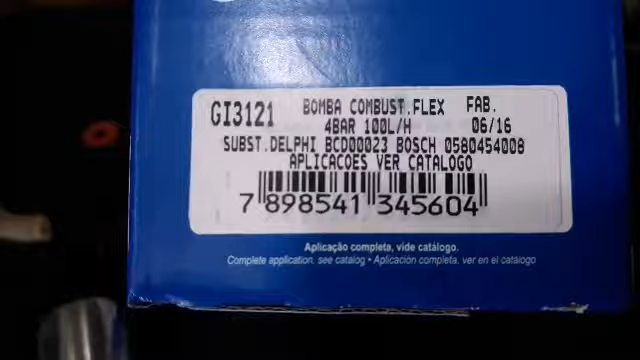 GI3121 BOMBA COMBUST.FLEX FAB.
4BAR 100L/H 06/16
SUBST.DELPHI BCD00023 BOSCH 0580454008
APLICACOES VER CATALOGO
7 898541 345604
Aplicação completa, vide catálogo.
Complete application, see catalog • Aplicación completa, ver en el catálogo